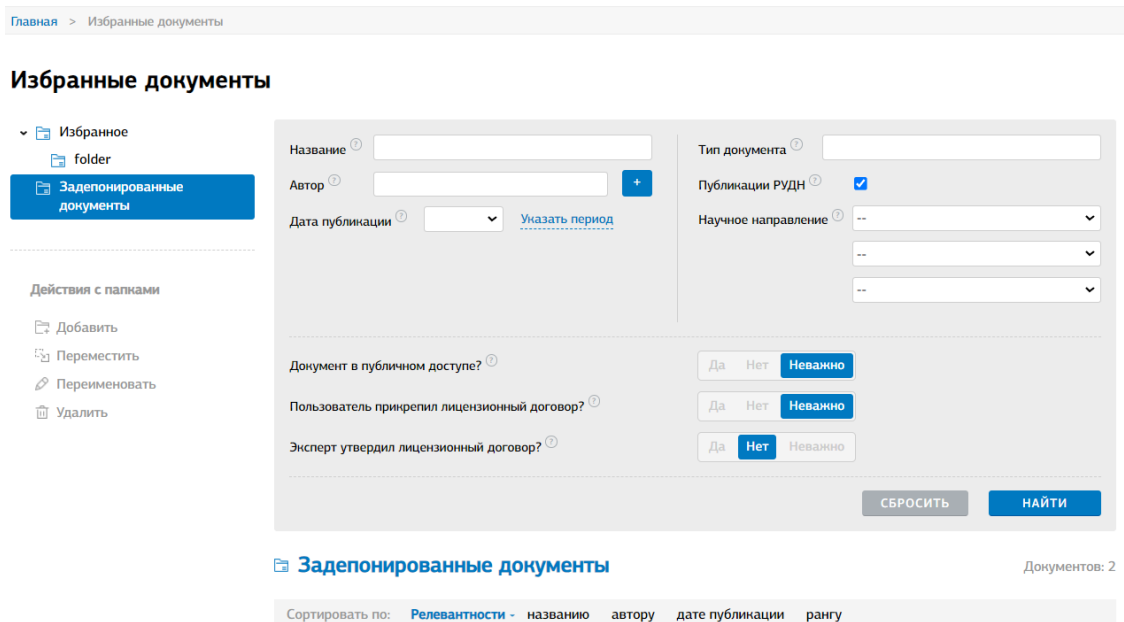 Главная > Избранные документы
Избранные документы
Избранное
folder
Задепонированные
документы
Действия с папками
Добавить
Переместить
Переименовать
Удалить
Название ?
Автор ?
+
Дата публикации ?
Указать период
Тип документа ?
Публикации РУДН ?
Научное направление ?
--
--
--
Документ в публичном доступе? ?
Да Нет Неважно
Пользователь прикрепил лицензионный договор? ?
Да Нет Неважно
Эксперт утвердил лицензионный договор? ?
Да Нет Неважно
СБРОСИТЬ НАЙТИ
Задепонированные документы
Документов: 2
Сортировать по: Релевантности - названию автору дате публикации рангу